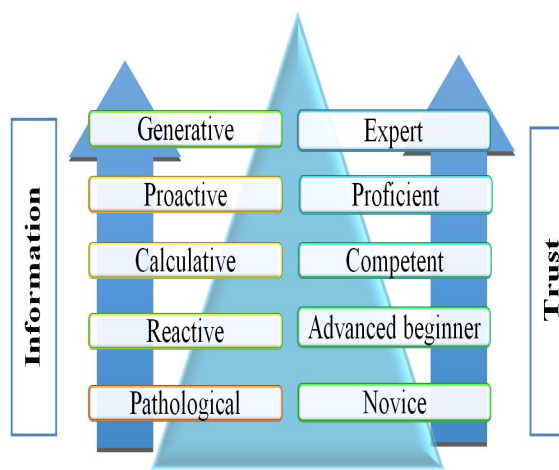 Information
Generative
Expert
Proactive
Proficient
Calculative
Competent
Reactive
Advanced beginner
Pathological
Novice
Trust